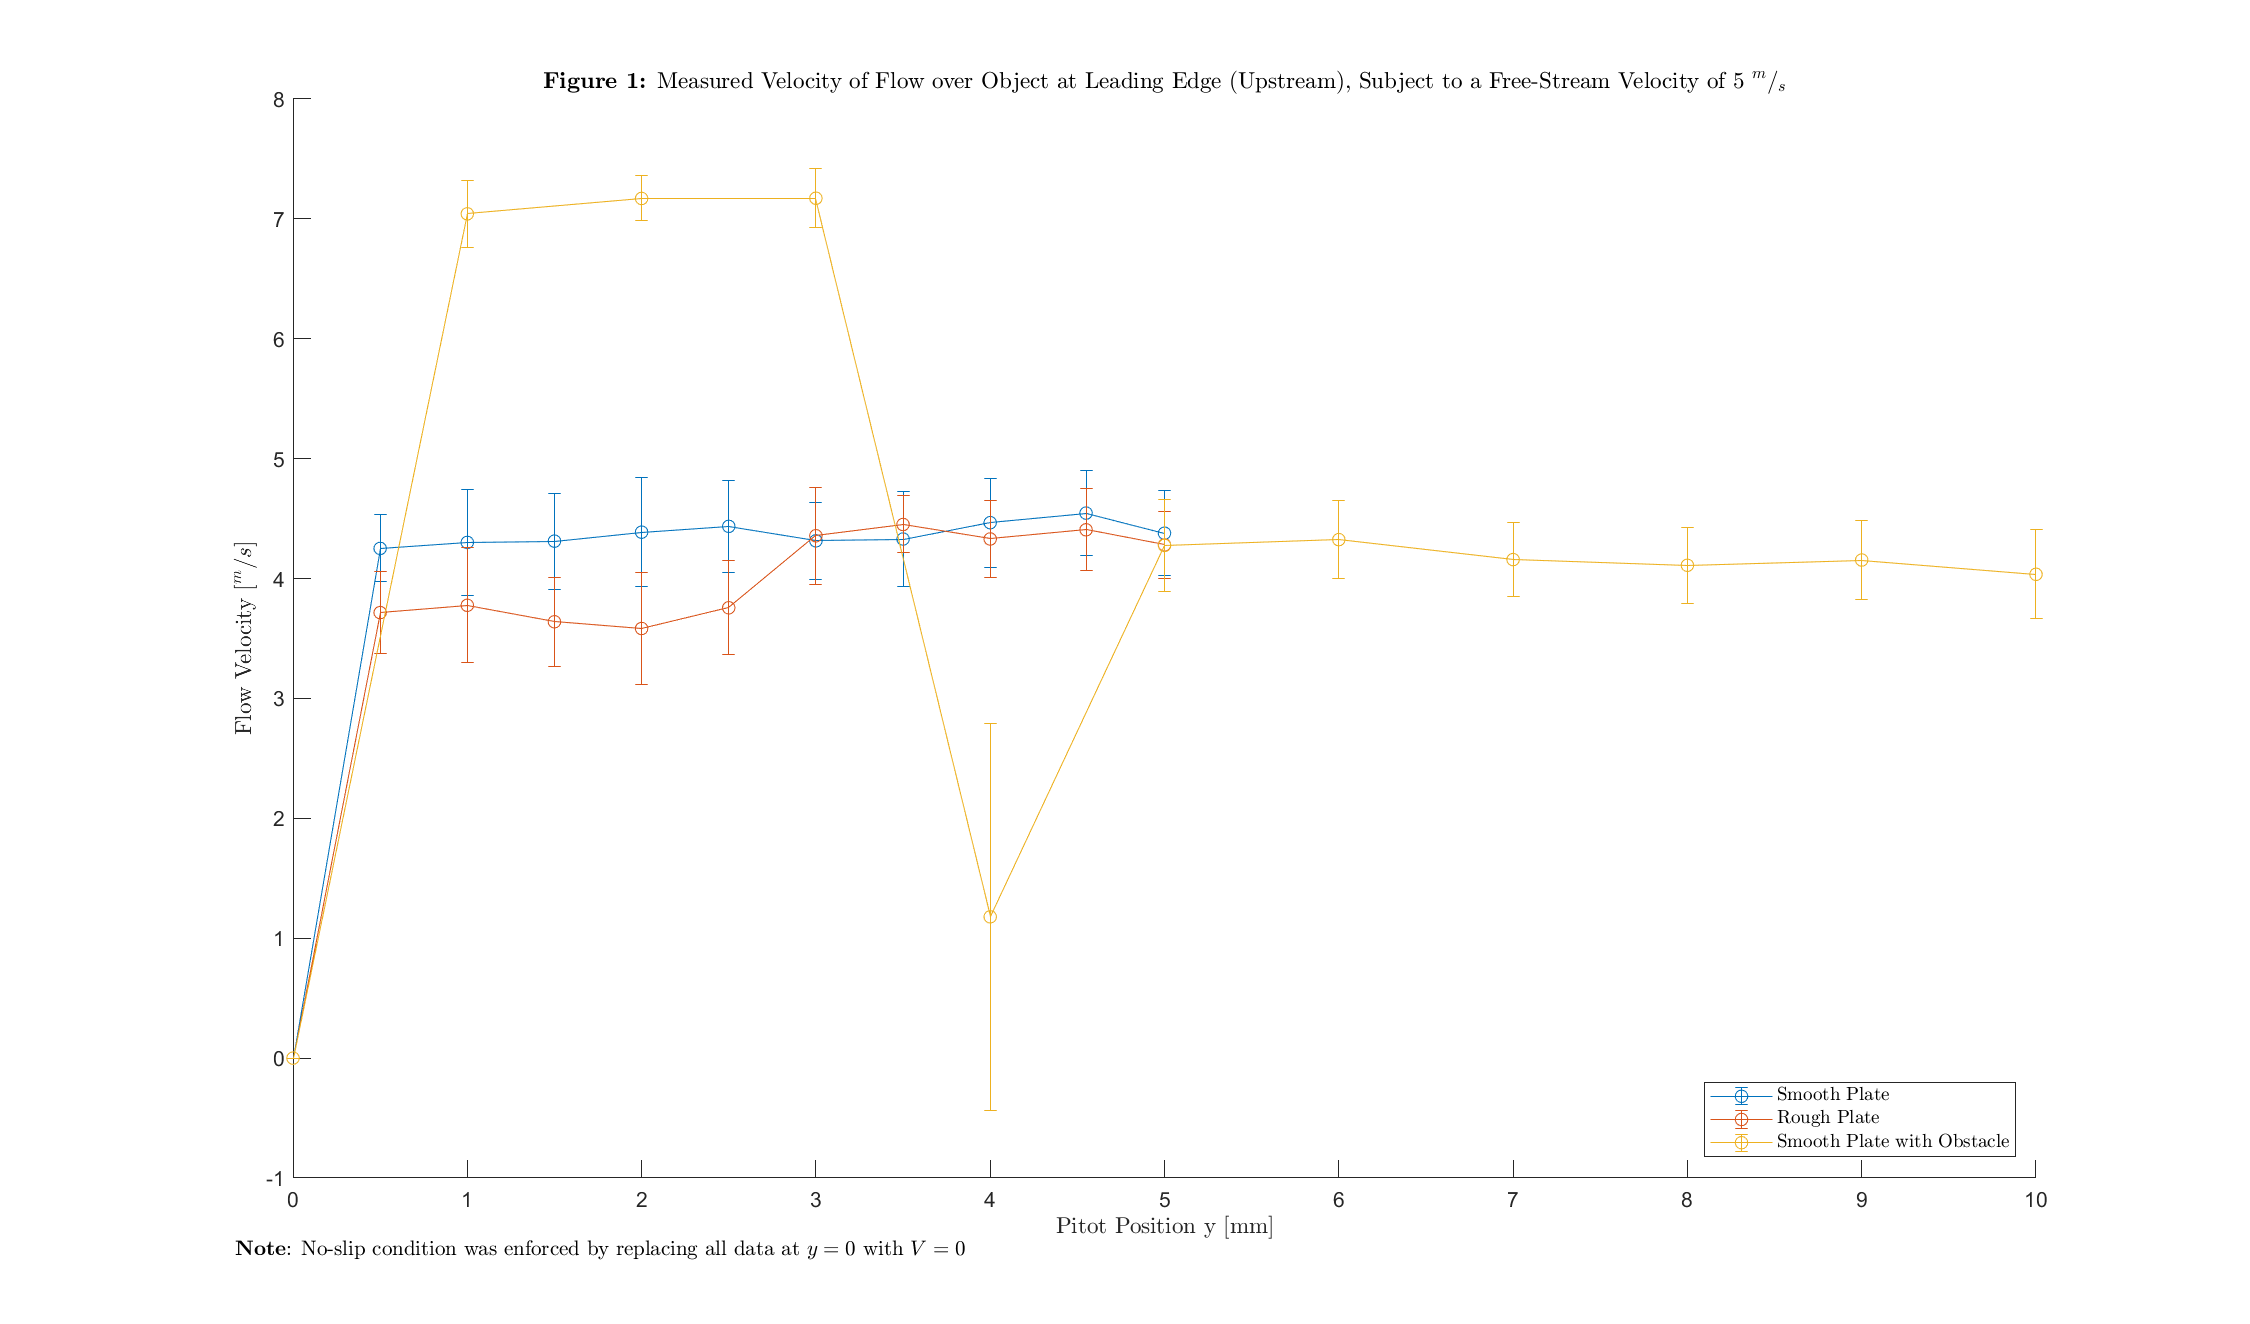 Figure 1: Measured Velocity of Flow over Object at Leading Edge (Upstream), Subject to a Free-Stream Velocity of 5 m/s
8
7
6
5
4
3
2
1
0
-1
Flow Velocity [m/s]
0 1 2 3 4 5 6 7 8 9 10
Pitot Position y [mm]
Smooth Plate
Rough Plate
Smooth Plate with Obstacle
Note: No-slip condition was enforced by replacing all data at y = 0 with V = 0